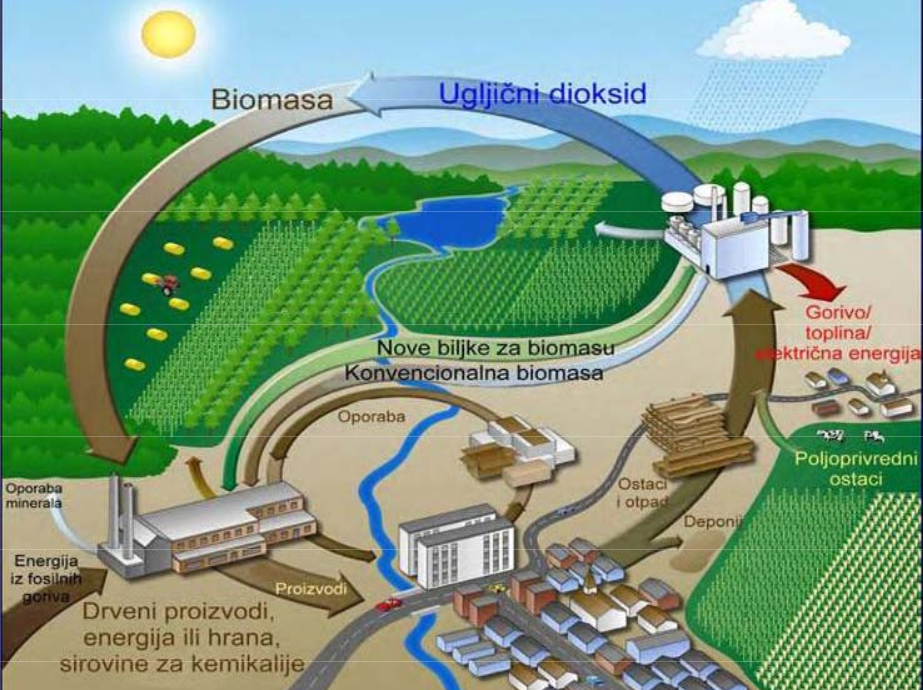 Biomasa
Ugljični dioksid
Gorivo/
toplina/
električna energija
Nove biljke za biomasu
Konvencionalna biomasa
Oporaba
Poljoprivredni
ostaci
Oporaba
minerala
Ostaci
i otpad
Deponij
Energija
iz fosilnih
goriva
Proizvodi
Drveni proizvodi,
energija ili hrana,
sirovine za kemikalije